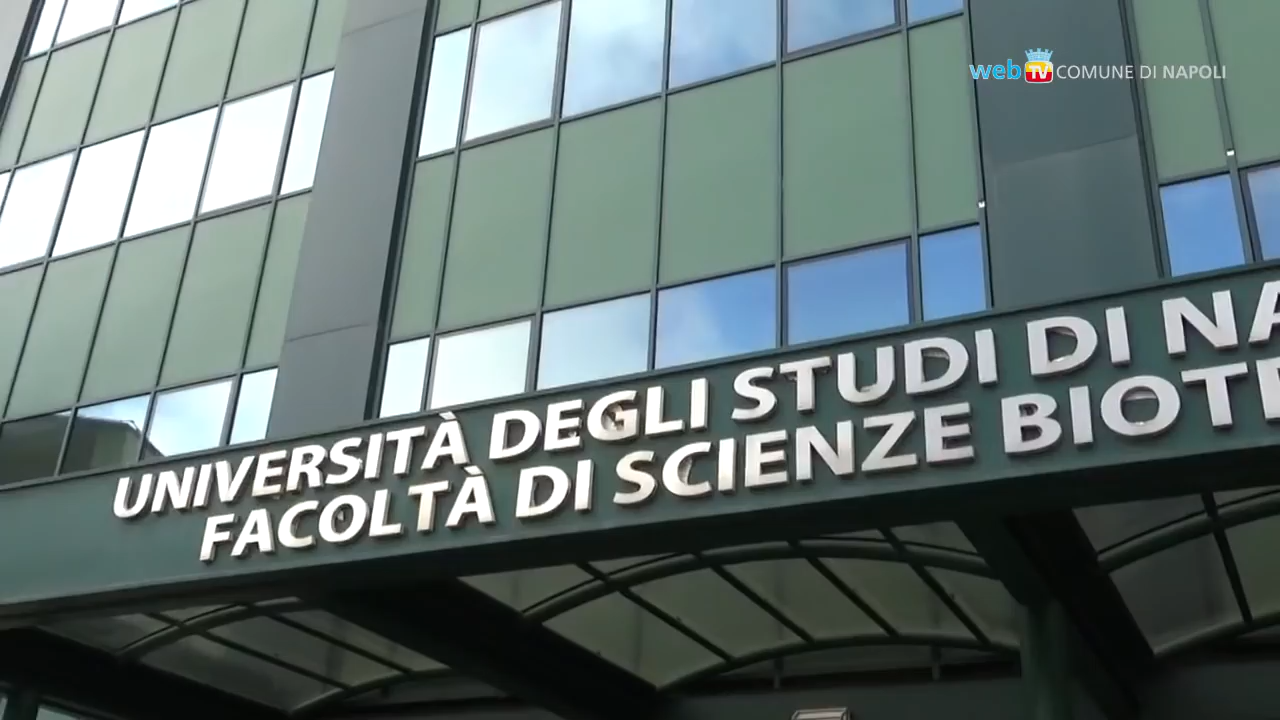 web TV COMUNE DI NAPOLI
UNIVERSITÀ DEGLI STUDI DI NA
FACOLTÀ DI SCIENZE BIOTE